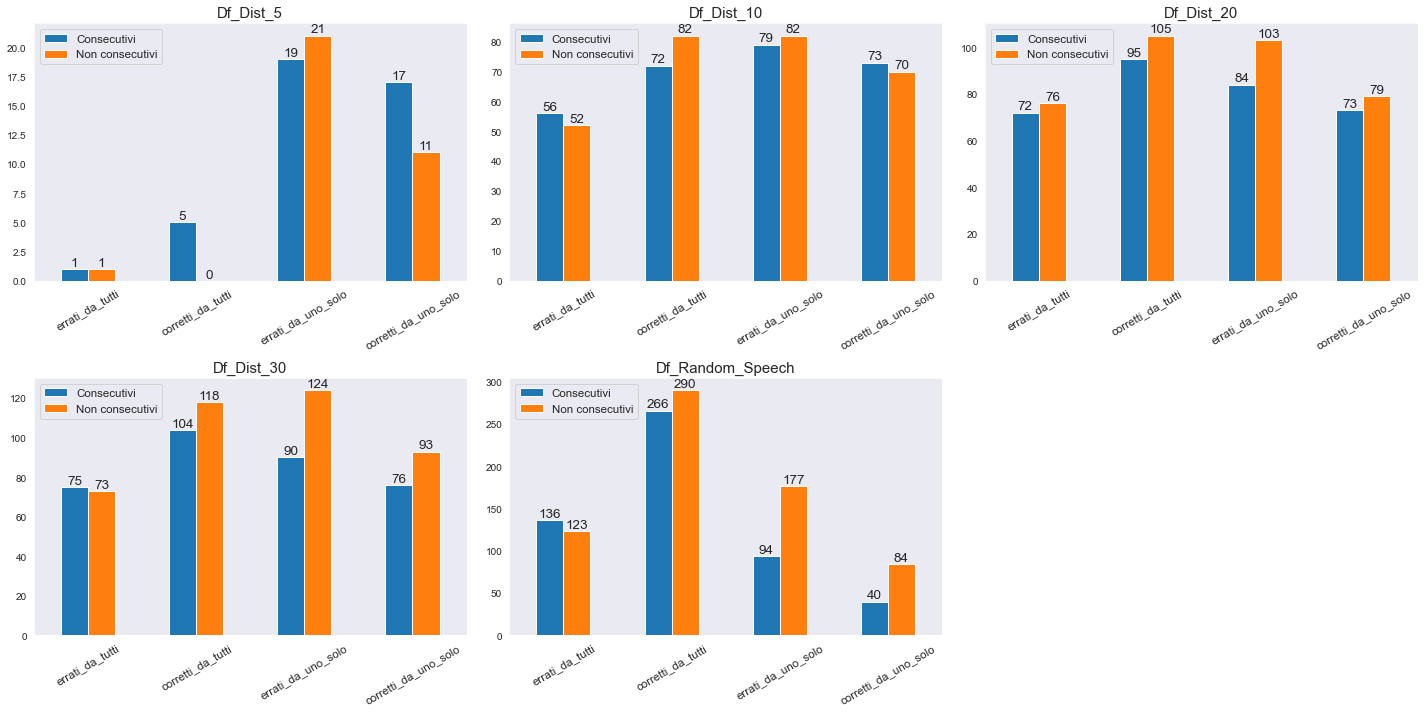 Df_Dist_5
Consecutivi
Non consecutivi
20.0
17.5
15.0
12.5
10.0
7.5
5.0
2.5
0.0
1
1
5
0
19
21
17
11
errati_da_tutti
corretti_da_tutti
errati_da_uno_solo
corretti_da_uno_solo
Df_Dist_10
Consecutivi
Non consecutivi
80
70
60
50
40
30
20
10
0
56
52
72
82
79
82
73
70
errati_da_tutti
corretti_da_tutti
errati_da_uno_solo
corretti_da_uno_solo
Df_Dist_20
Consecutivi
Non consecutivi
100
80
60
40
20
0
72
76
95
105
84
103
73
79
errati_da_tutti
corretti_da_tutti
errati_da_uno_solo
corretti_da_uno_solo
Df_Dist_30
Consecutivi
Non consecutivi
120
100
80
60
40
20
0
75
73
104
118
90
124
76
93
errati_da_tutti
corretti_da_tutti
errati_da_uno_solo
corretti_da_uno_solo
Df_Random_Speech
Consecutivi
Non consecutivi
300
250
200
150
100
50
0
136
123
266
290
94
177
40
84
errati_da_tutti
corretti_da_tutti
errati_da_uno_solo
corretti_da_uno_solo